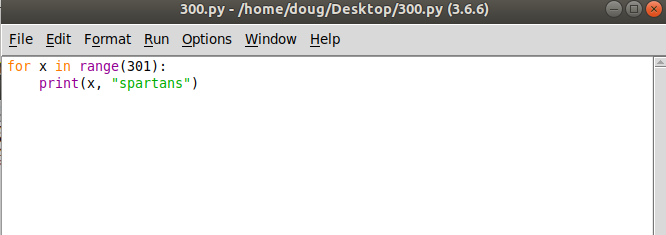 300.py - /home/doug/Desktop/300.py (3.6.6)
File Edit Format Run Options Window Help
for x in range(301):
    print(x, "spartans")